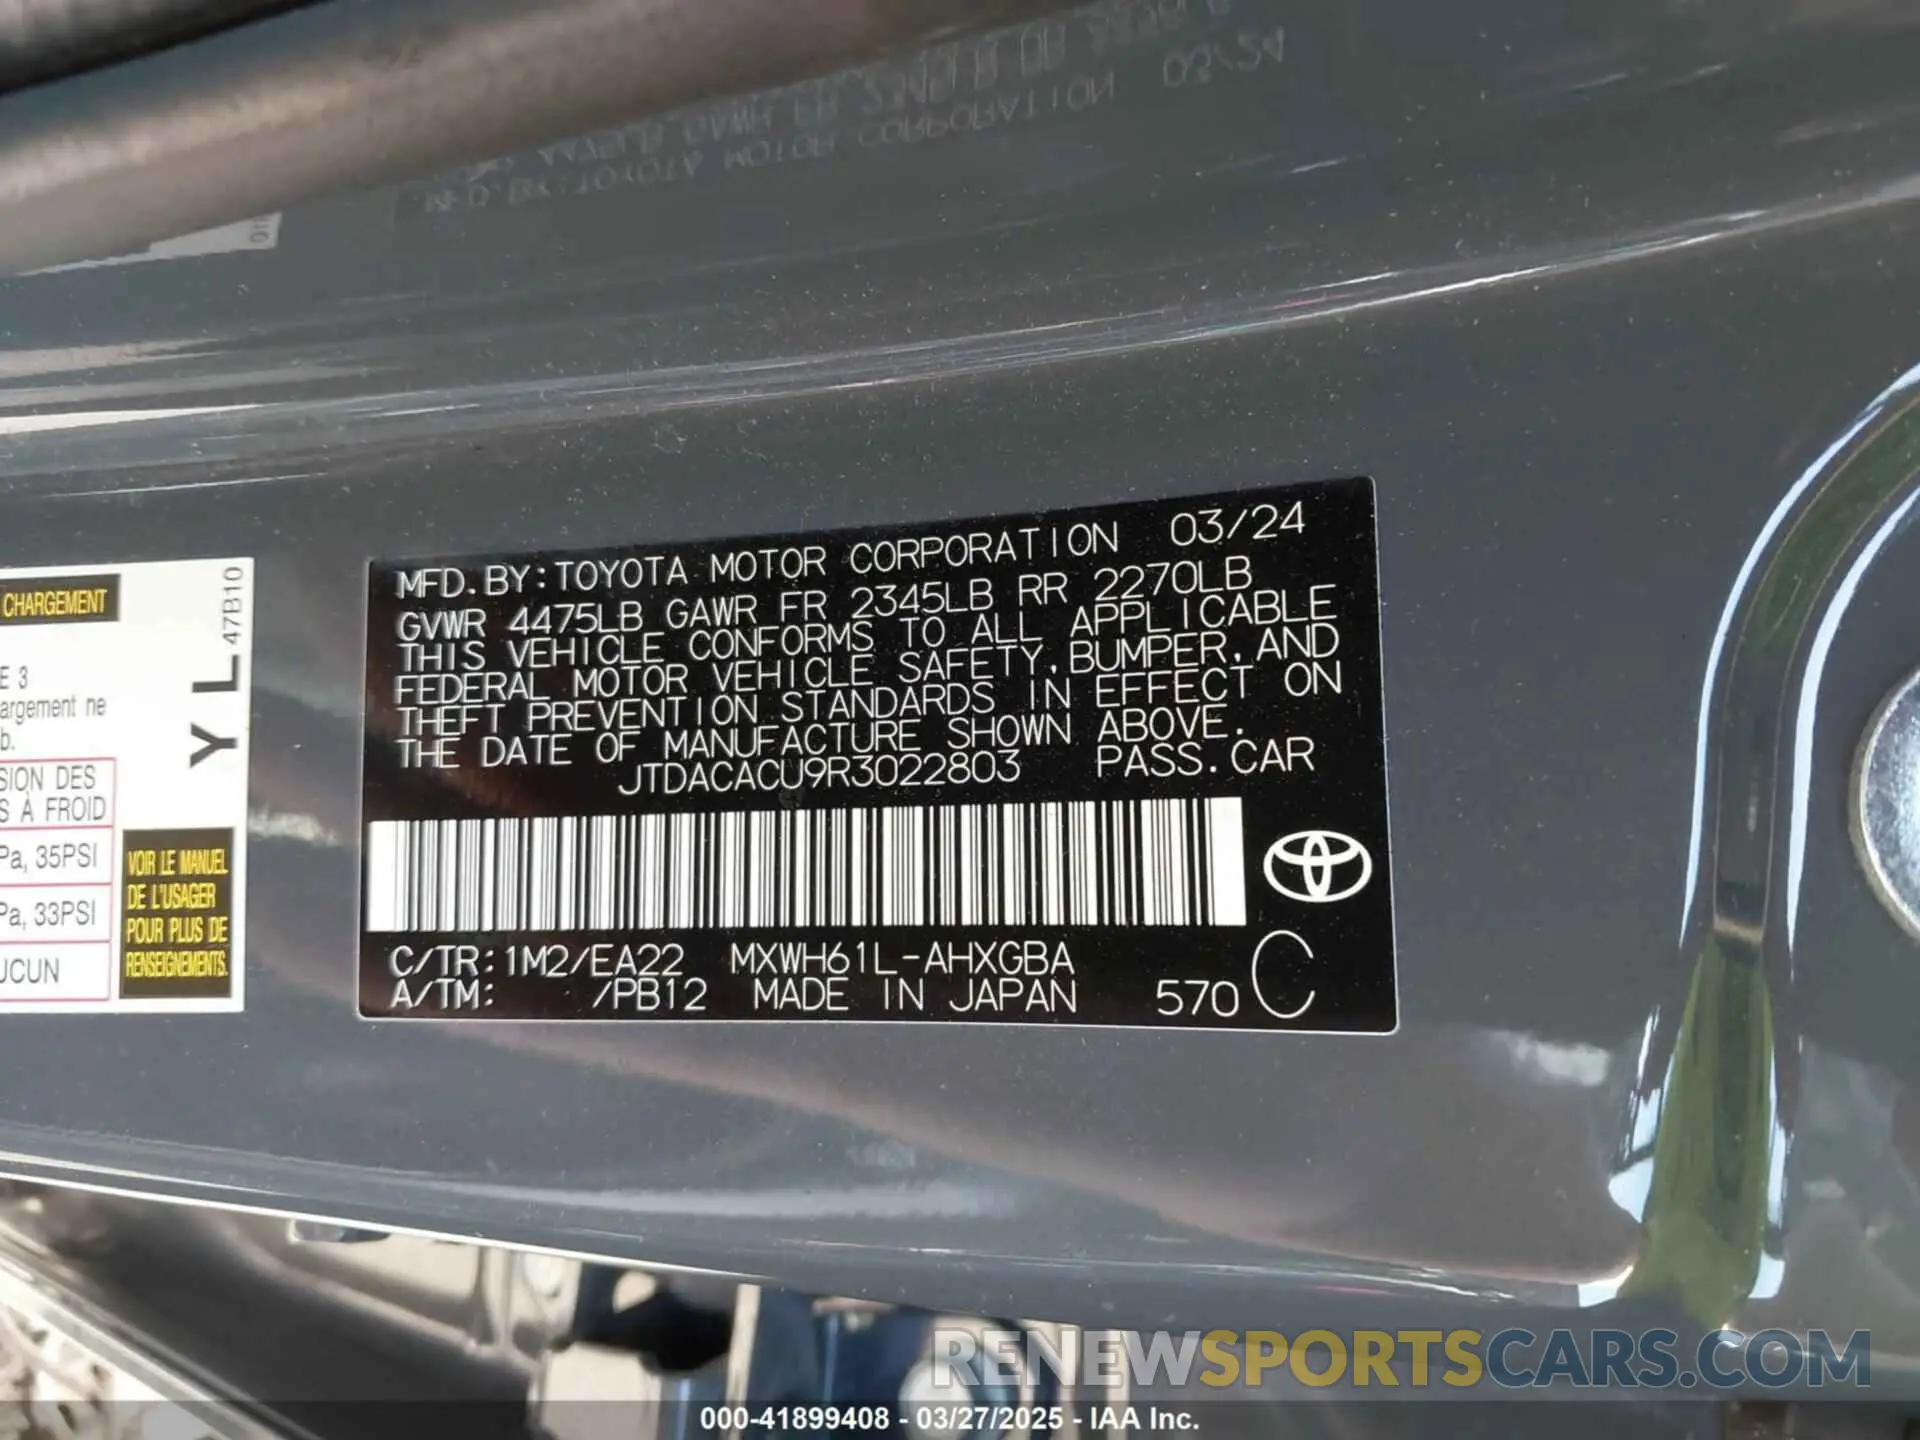 MFD.BY:TOYOTA MOTOR CORPORATION 03/24
GVWR 4475LB GAWR FR 2345LB RR 2270LB
THIS VEHICLE CONFORMS TO ALL APPLICABLE
FEDERAL MOTOR VEHICLE SAFETY,BUMPER,AND
THEFT PREVENTION STANDARDS IN EFFECT ON
THE DATE OF MANUFACTURE SHOWN ABOVE.
JTDACACU9R3022803 PASS.CAR
C/TR:1M2/EA22 MXWH61L-AHXGBA
A/TM: /PB12 MADE IN JAPAN 570 C
CHARGEMENT
E 3
argement ne
b.
SION DES
S À FROID
Pa, 35PSI
Pa, 33PSI
UCUN
YL 47B10
VOIR LE MANUEL
DE L'USAGER
POUR PLUS DE
RENSEIGNEMENTS.
RENEWSPORTSCARS.COM
000-41899408 - 03/27/2025 - IAA Inc.